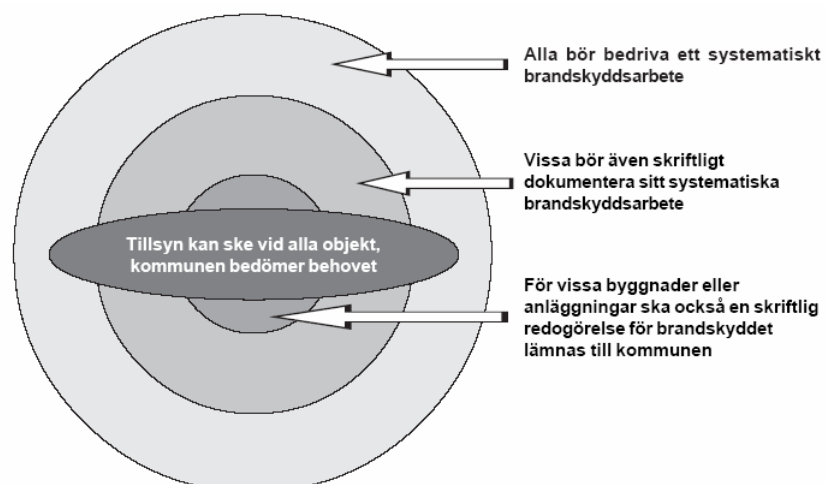 Alla bör bedriva ett systematiskt
brandskyddsarbete
Vissa bör även skriftligt
dokumentera sitt systematiska
brandskyddsarbete
Tillsyn kan ske vid alla objekt,
kommunen bedömer behovet
För vissa byggnader eller
anläggningar ska också en skriftlig
redogörelse för brandskyddet
lämnas till kommunen